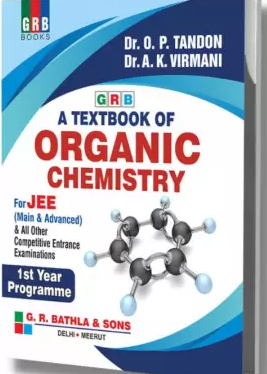 GRB
BOOKS
Dr. O. P. TANDON
Dr. A. K. VIRMANI
GRB
A TEXTBOOK OF
ORGANIC
CHEMISTRY
For JEE
(Main & Advanced)
& All Other
Competitive Entrance
Examinations
1st Year
Programme
G. R. BATHLA & SONS
DELHI • MEERUT